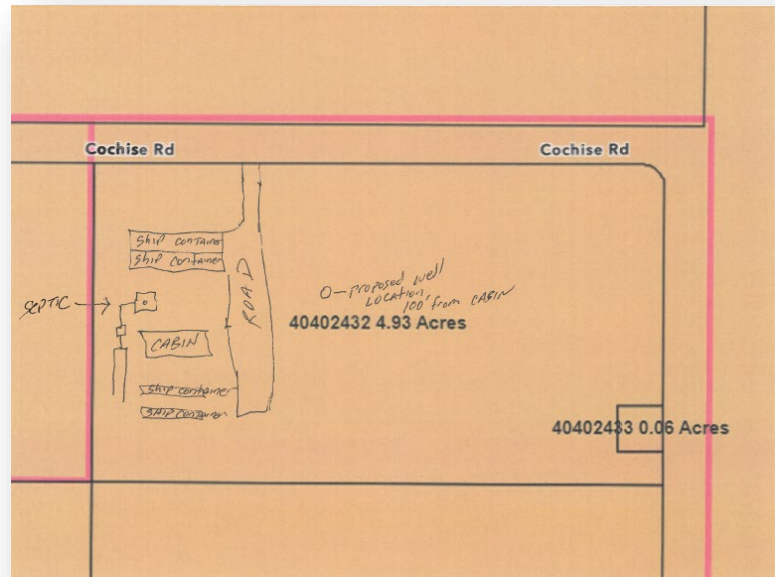 Cochise Rd
Cochise Rd
Ship Container
Ship Container
ROAD
O-proposed well
LOCATION,
100' from CABIN
SEPTIC
40402432 4.93 Acres
CABIN
Ship container
SHIP Container
40402433 0.06 Acres